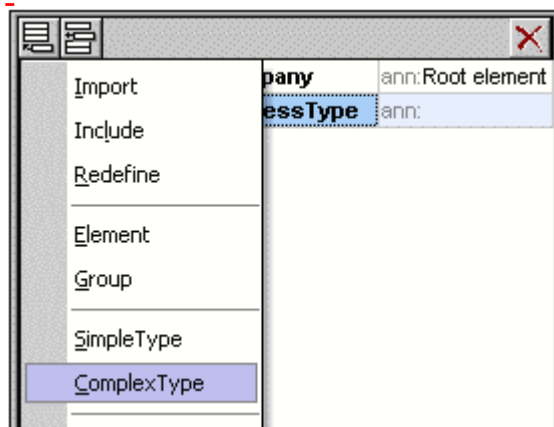 pany ann:Root element
essType ann:
Import
Include
Redefine
Element
Group
SimpleType
ComplexType